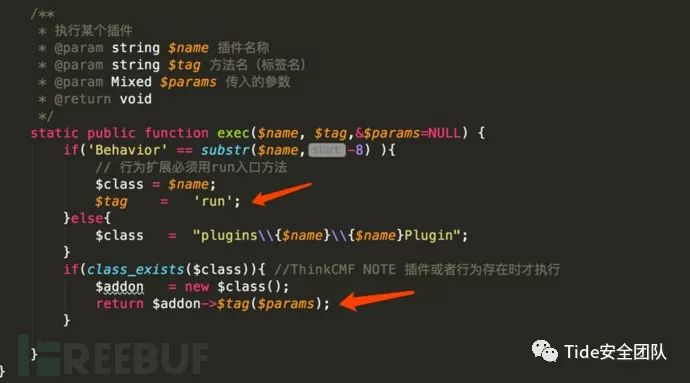 /**
 * 执行某个插件
 * @param string $name 插件名称
 * @param string $tag 方法名（标签名）
 * @param Mixed $params 传入的参数
 * @return void
 */
static public function exec($name, $tag,&$params=NULL) {
if('Behavior' == substr($name, start: -8) ){
// 行为扩展必须用run入口方法
$class = $name;
$tag    =   'run';
}else{
$class   =  "plugins\\{$name}\\{$name}Plugin";
}
if(class_exists($class)){ //ThinkCMF NOTE 插件或者行为存在时才执行
$addon   = new $class();
return $addon->$tag($params);
}
}
}
REEBUF
Tide安全团队